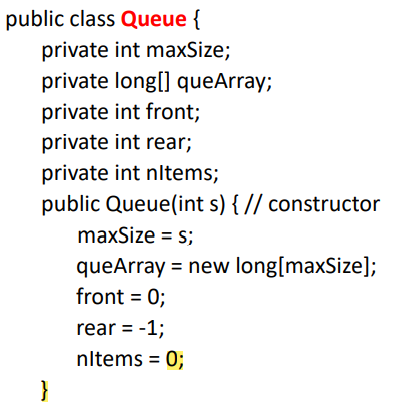 public class Queue {
private int maxSize;
private long[] queArray;
private int front;
private int rear;
private int nItems;
public Queue(int s) { // constructor
maxSize = s;
queArray = new long[maxSize];
front = 0;
rear = -1;
nItems = 0;
}